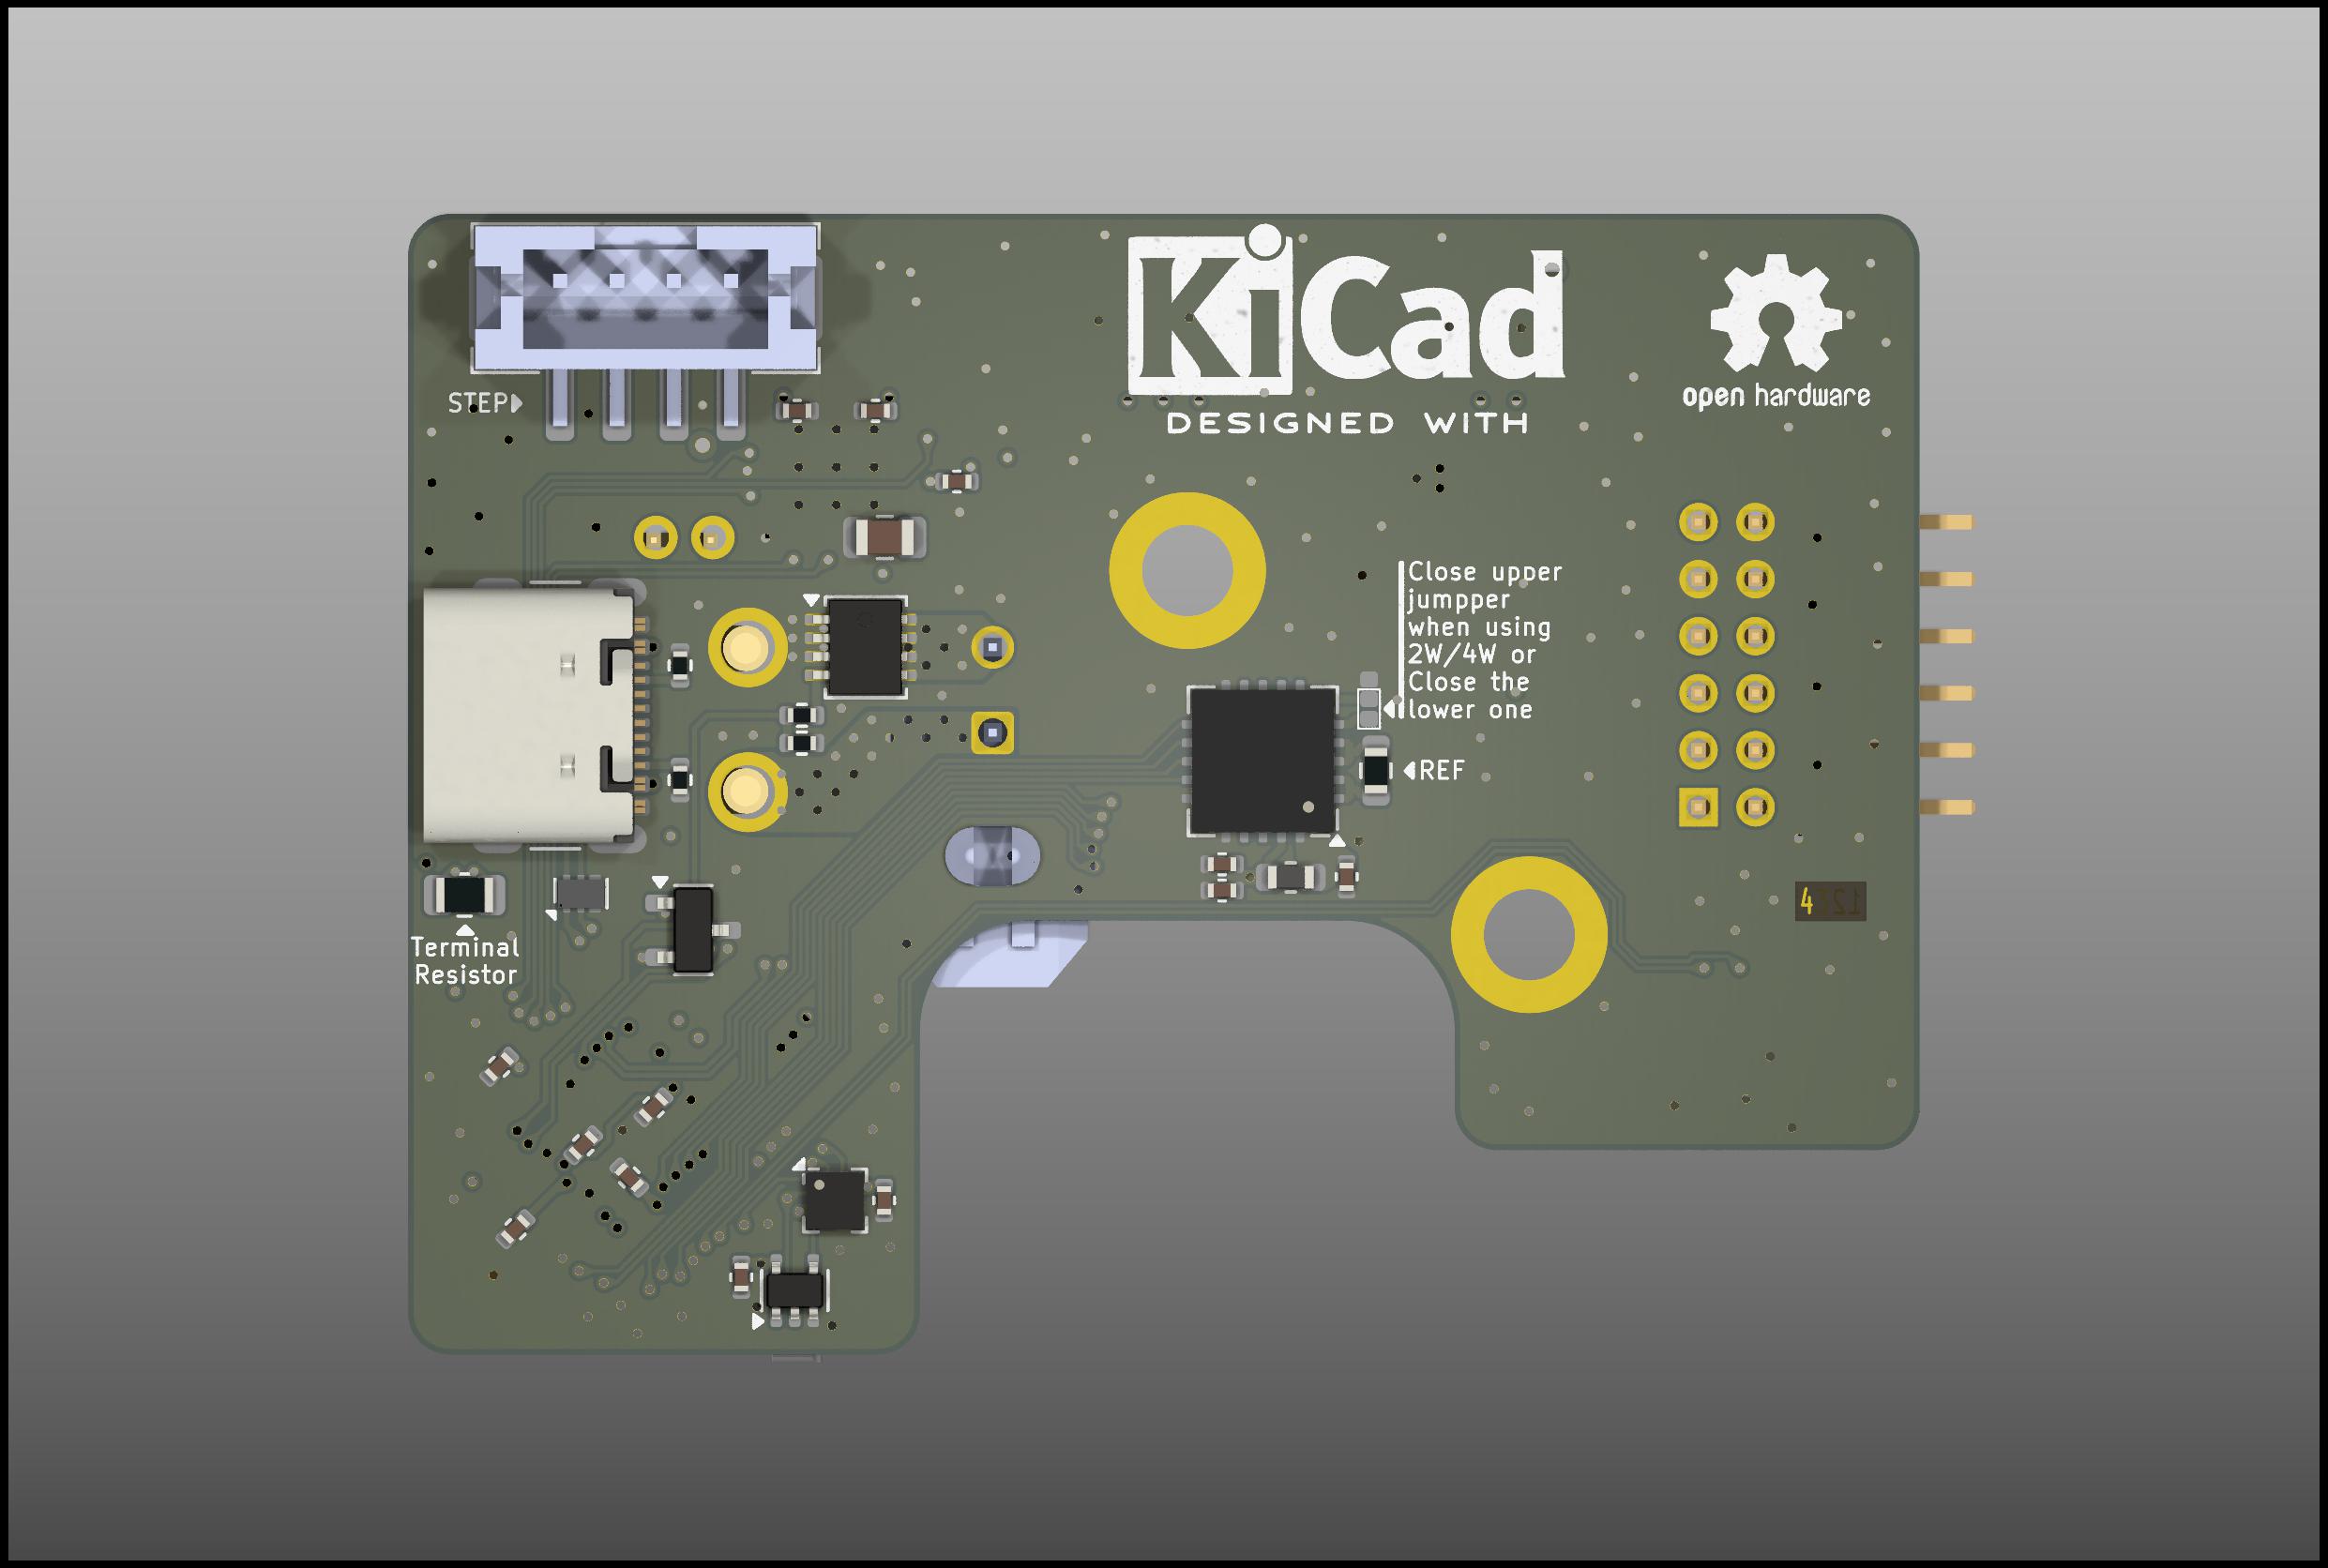 KiCad
DESIGNED WITH
open hardware
STEP
Close upper
jumpper
when using
2W/4W or
Close the
lower one
REF
Terminal
Resistor
4